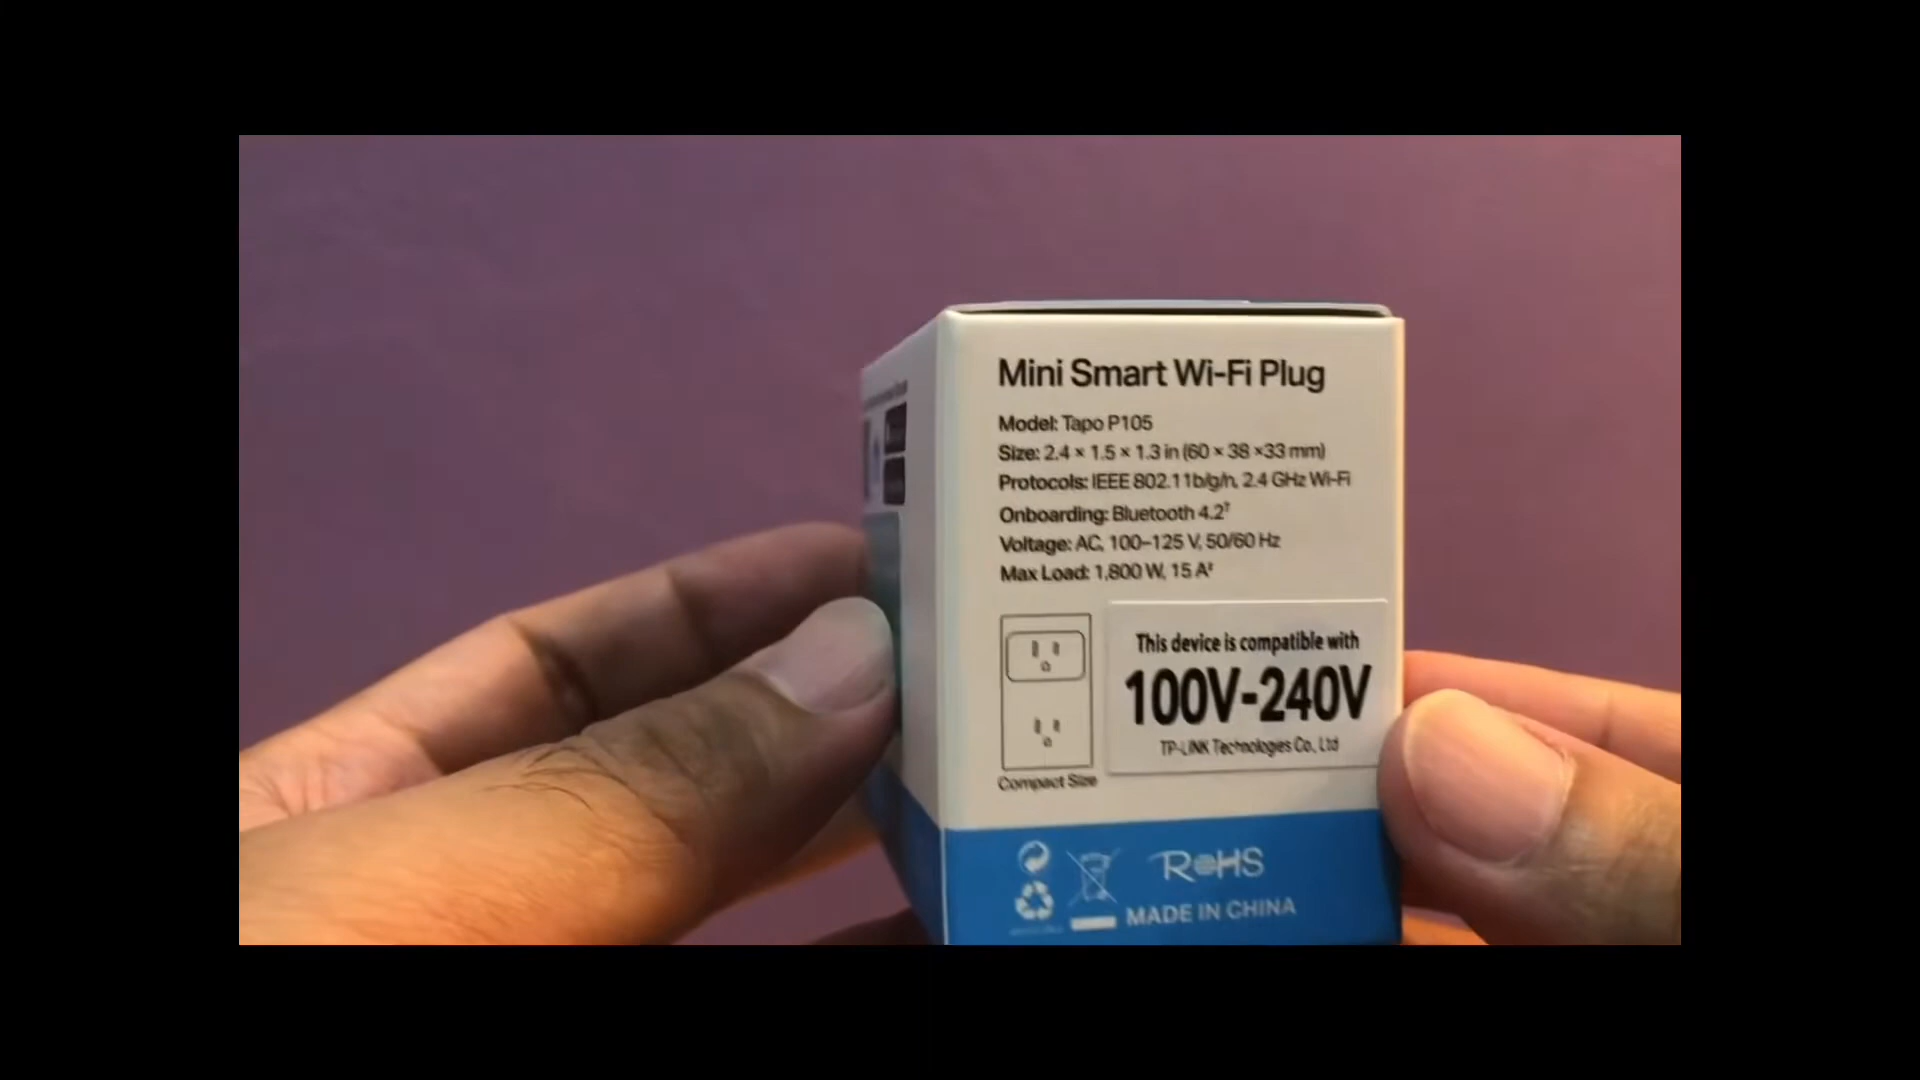 Mini Smart Wi-Fi Plug
Model: Tapo P105
Size: 2.4 × 1.5 × 1.3 in (60 × 38 ×33 mm)
Protocols: IEEE 802.11b/g/n, 2.4 GHz Wi-Fi
Onboarding: Bluetooth 4.2†
Voltage: AC, 100–125 V, 50/60 Hz
Max Load: 1,800 W, 15 A‡
This device is compatible with
100V-240V
TP-LINK Technologies Co., Ltd
Compact Size
RoHS
MADE IN CHINA